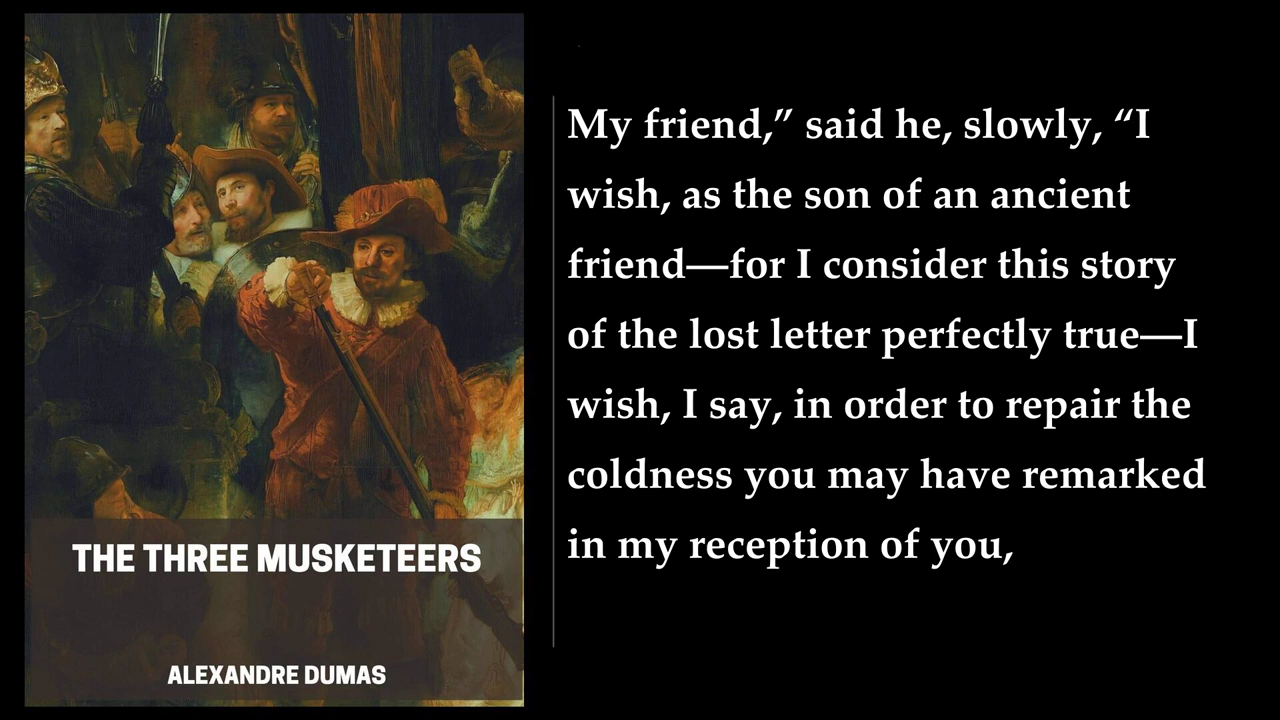 THE THREE MUSKETEERS
ALEXANDRE DUMAS
My friend,” said he, slowly, “I
wish, as the son of an ancient
friend—for I consider this story
of the lost letter perfectly true—I
wish, I say, in order to repair the
coldness you may have remarked
in my reception of you,